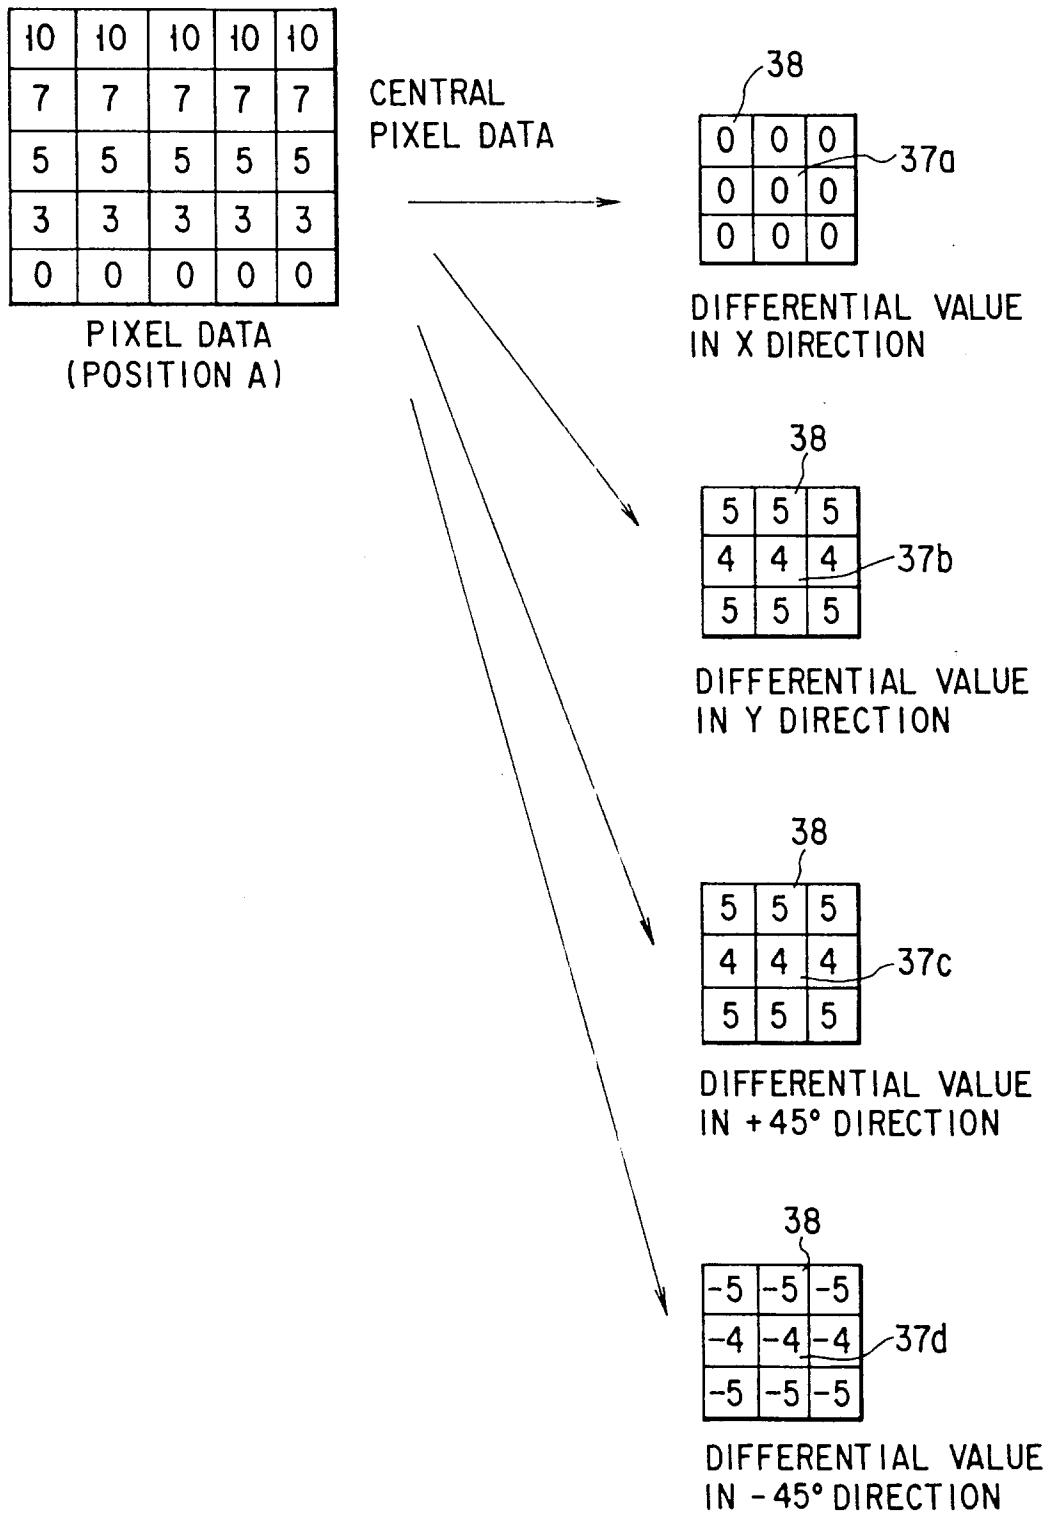 10 10 10 10 10
7 7 7 7 7
5 5 5 5 5
3 3 3 3 3
0 0 0 0 0
PIXEL DATA
(POSITION A)
CENTRAL
PIXEL DATA
38
0 0 0
37a
0 0 0
0 0 0
DIFFERENTIAL VALUE
IN X DIRECTION
38
5 5 5
4 4 4
37b
5 5 5
DIFFERENTIAL VALUE
IN Y DIRECTION
38
5 5 5
4 4 4
37c
5 5 5
DIFFERENTIAL VALUE
IN +45° DIRECTION
38
-5 -5 -5
-4 -4 -4
37d
-5 -5 -5
DIFFERENTIAL VALUE
IN -45° DIRECTION